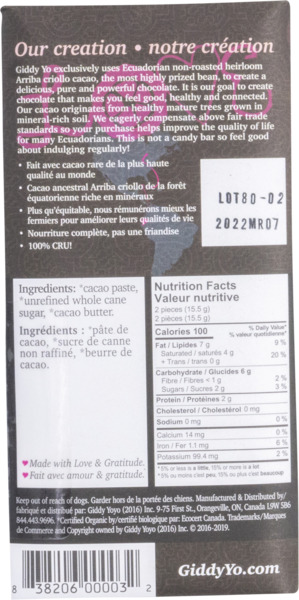 Our creation • notre création
Giddy Yo exclusively uses Ecuadorian non-roasted heirloom
Arriba criollo cacao, the most highly prized bean, to create a
delicious, pure and powerful chocolate. It is our goal to create
chocolate that makes you feel good, healthy and connected.
Our cacao originates from healthy mature trees grown in
mineral-rich soil. We eagerly compensate above fair trade
standards so your purchase helps improve the quality of life
for many Ecuadorians. This is not a candy bar so feel good
about indulging regularly!
• Fait avec cacao rare de la plus haute
qualité au monde
• Cacao ancestral Arriba criollo de la forêt
équatorienne riche en minéraux
• Plus qu'équitable, nous rémunérons mieux les
fermiers pour améliorer leurs qualités de vie
• Nourriture complète, pas une friandise
• 100% CRU!
LOT80-02
2022MR07
Ingredients: *cacao paste,
*unrefined whole cane
sugar, *cacao butter.
Ingrédients : *pâte de
cacao, *sucre de canne
non raffiné, *beurre de
cacao.
♥Made with Love & Gratitude.
♥Fait avec amour & gratitude.
Nutrition Facts
Valeur nutritive
2 pieces (15.5 g)
2 pièces (15.5 g)
Calories 100
% Daily Value*
% valeur quotidienne*
Fat / Lipides 7 g 9 %
Saturated / saturés 4 g
+ Trans / trans 0 g 20 %
Carbohydrate / Glucides 6 g
Fibre / Fibres < 1 g 2 %
Sugars / Sucres 2 g 3 %
Protein / Protéines 2 g
Cholesterol / Cholestérol 0 mg
Sodium 0 mg 0 %
Calcium 14 mg 0 %
Iron / Fer 1.1 mg 6 %
Potassium 99.4 mg 2 %
*5% or less is a little, 15% or more is a lot
*5% ou moins c'est peu, 15% ou plus c'est beaucoup
Keep out of reach of dogs. Garder hors de la portée des chiens. Manufactured & Distributed by/
fabriqué et distribué par: Giddy Yoyo (2016) Inc. 9-75 First St., Orangeville, ON, Canada L9W 5B6
844.443.9696. *Certified Organic by/certifié biologique par: Ecocert Canada. Trademarks/Marques
de Commerce and Copyright owned by Giddy Yoyo (2016) Inc. © 2016-2019.
8 38206 00003 2
GiddyYo.com